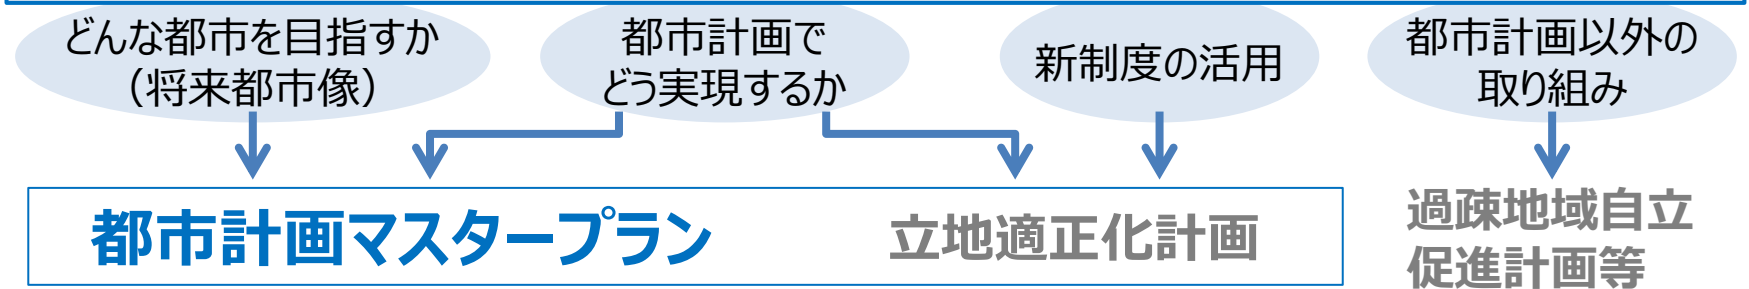 どんな都市を目指すか
（将来都市像）
都市計画で
どう実現するか
新制度の活用
都市計画以外の
取り組み
都市計画マスタープラン
立地適正化計画
過疎地域自立
促進計画等